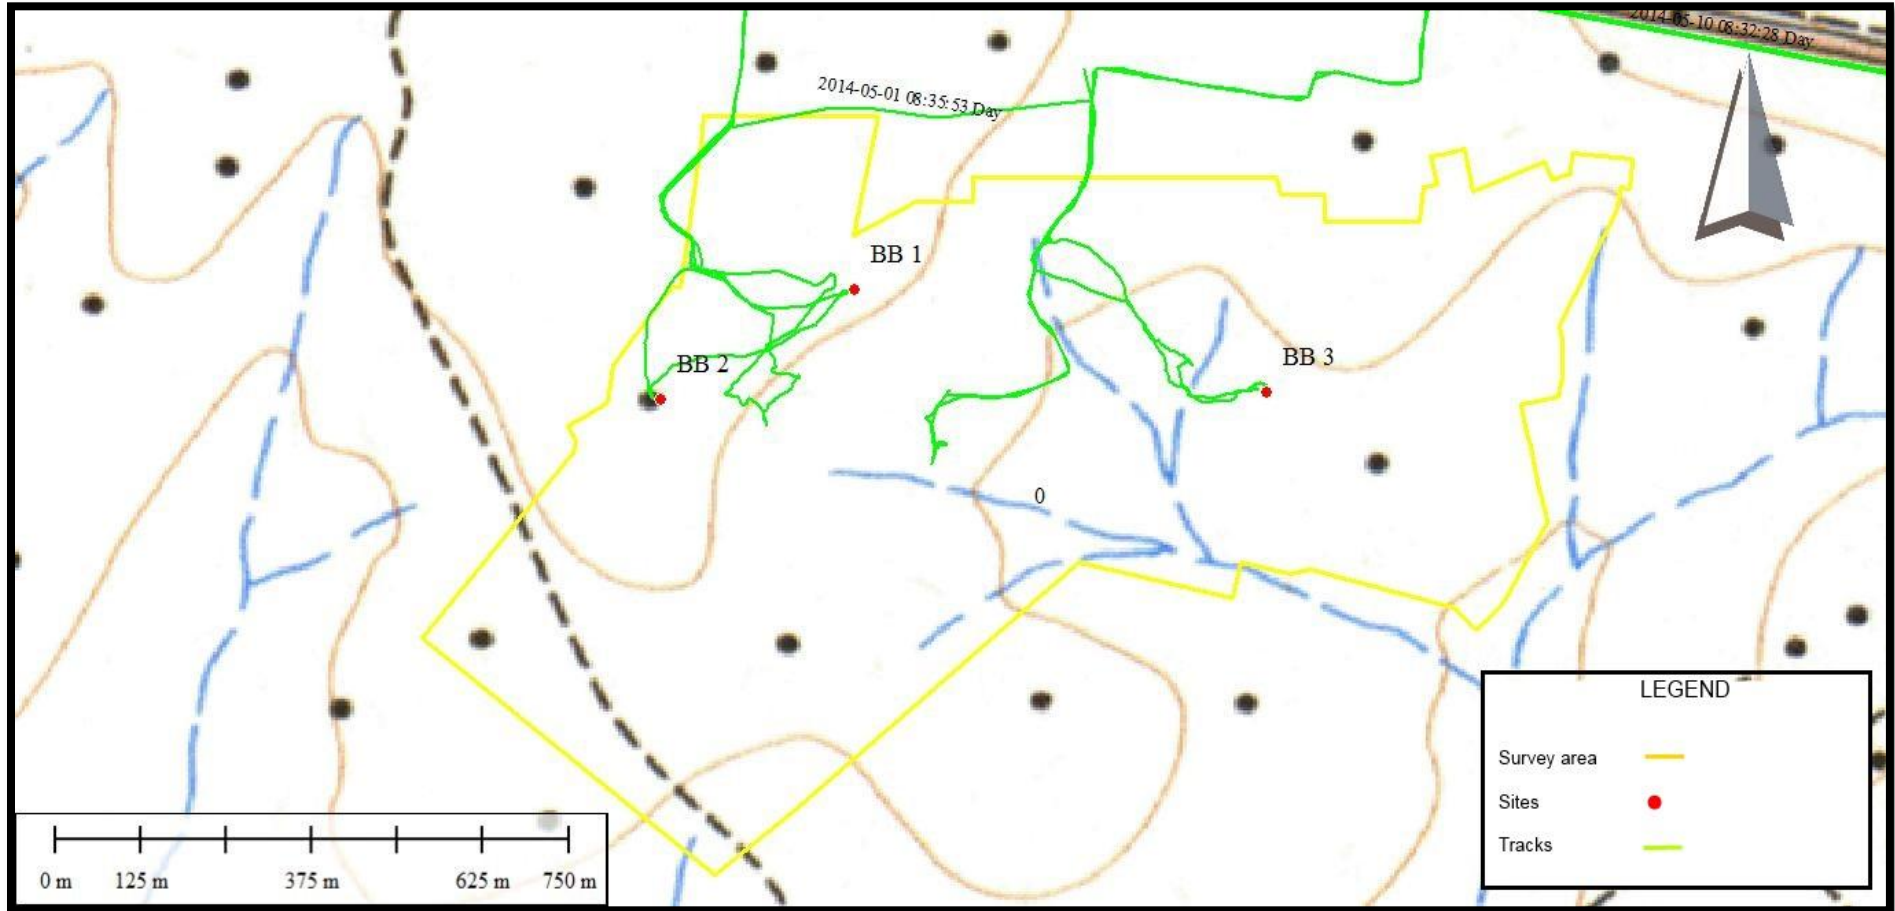 2014-05-10 08:32:28 Day
2014-05-01 08:35:53 Day
BB 1
BB 2
BB 3
0
LEGEND
Survey area
Sites
Tracks
0 m 125 m 375 m 625 m 750 m